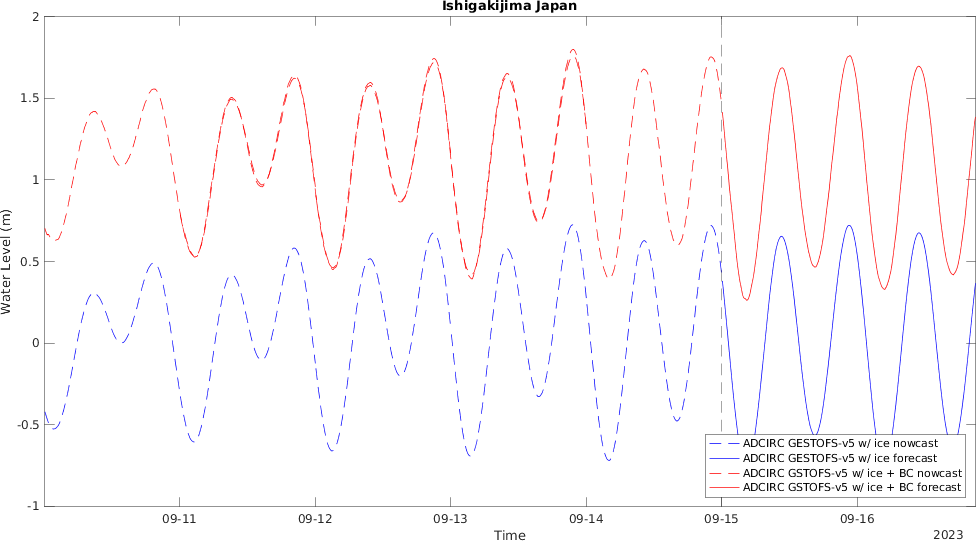 Ishigakijima Japan
2
1.5
1
0.5
0
-0.5
-1
Water Level (m)
ADCIRC GESTOFS-v5 w/ ice nowcast
ADCIRC GESTOFS-v5 w/ ice forecast
ADCIRC GSTOFS-v5 w/ ice + BC nowcast
ADCIRC GSTOFS-v5 w/ ice + BC forecast
09-11
09-12
09-13
09-14
09-15
09-16
Time
2023